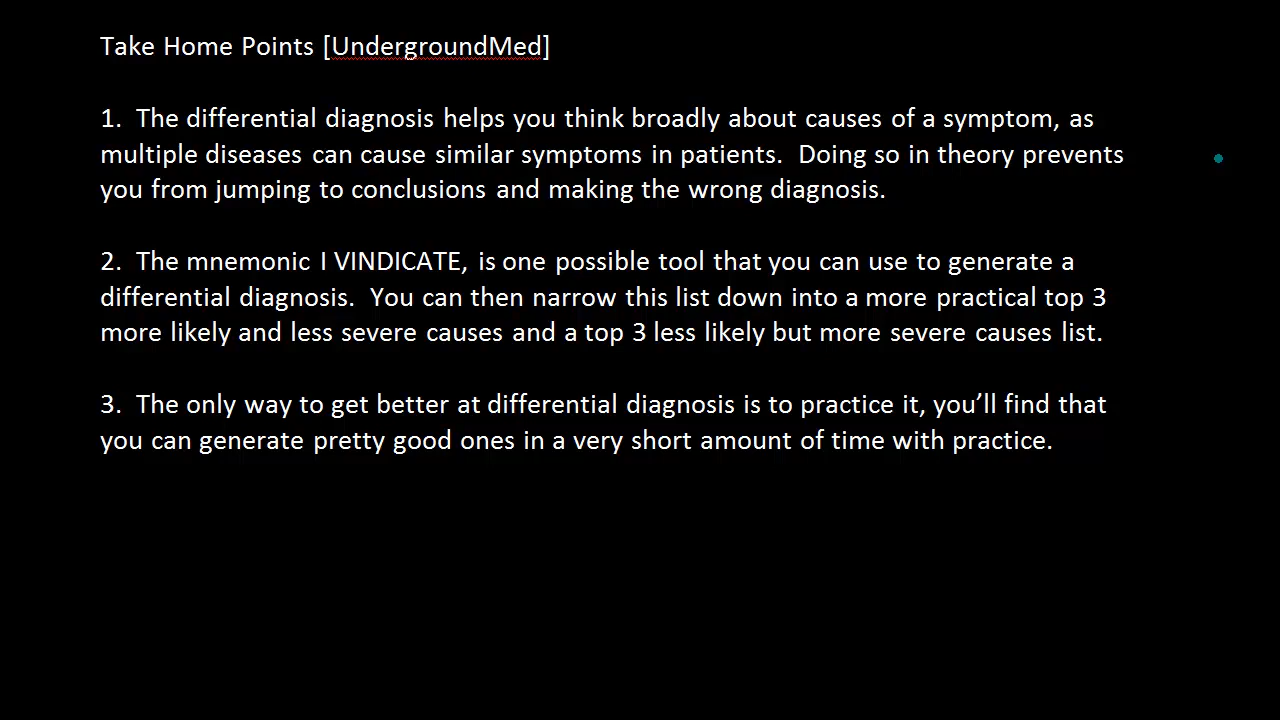 Take Home Points [UndergroundMed]
1.  The differential diagnosis helps you think broadly about causes of a symptom, as
multiple diseases can cause similar symptoms in patients.  Doing so in theory prevents
you from jumping to conclusions and making the wrong diagnosis.
2.  The mnemonic I VINDICATE, is one possible tool that you can use to generate a
differential diagnosis.  You can then narrow this list down into a more practical top 3
more likely and less severe causes and a top 3 less likely but more severe causes list.
3.  The only way to get better at differential diagnosis is to practice it, you’ll find that
you can generate pretty good ones in a very short amount of time with practice.